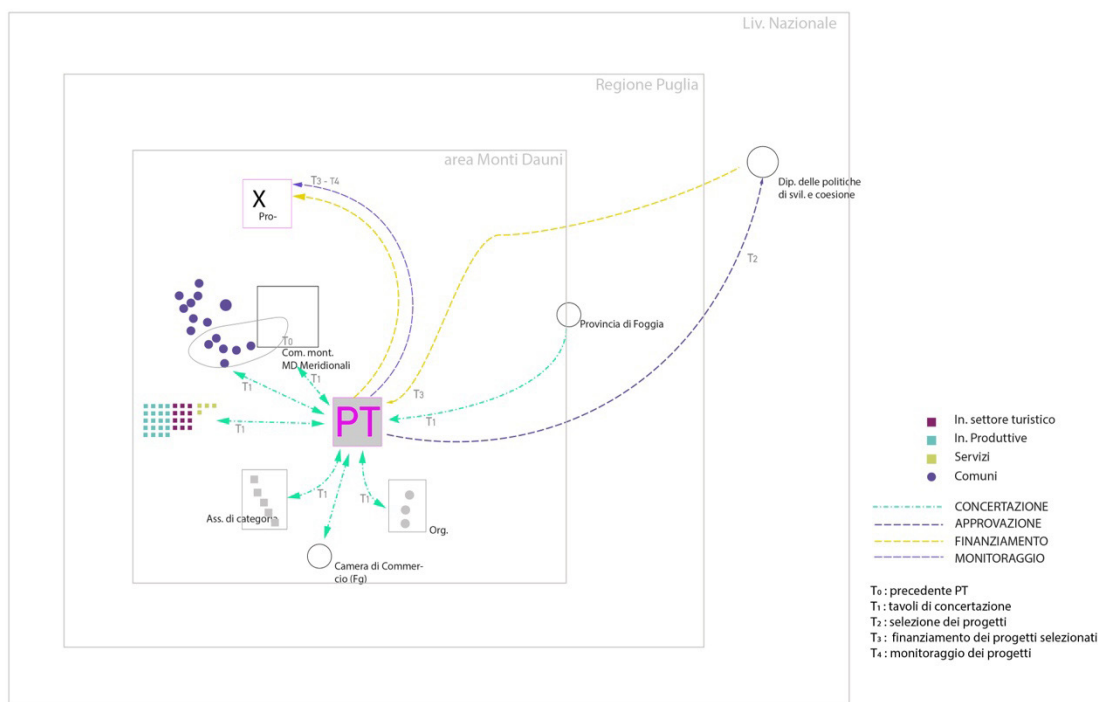 Liv. Nazionale
Regione Puglia
area Monti Dauni
T3 - T4
X
Pro-
Dip. delle politiche
di svil. e coesione
T2
Provincia di Foggia
T0
Com. mont.
MD Meridionali
T1
T1
T3
T1
T1
PT
T1
T1
Ass. di categoria
Org.
Camera di Commer-
cio (Fg)
In. settore turistico
In. Produttive
Servizi
Comuni
CONCERTAZIONE
APPROVAZIONE
FINANZIAMENTO
MONITORAGGIO
T0 : precedente PT
T1 : tavoli di concertazione
T2 : selezione dei progetti
T3 : finanziamento dei progetti selezionati
T4 : monitoraggio dei progetti